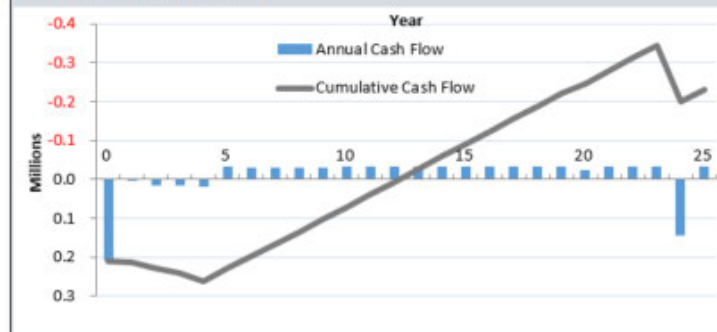 Year
-0.4
Annual Cash Flow
-0.3
Cumulative Cash Flow
-0.2
-0.1
0 5 10 15 20 25
0.0
0.1
0.2
0.3
Millions